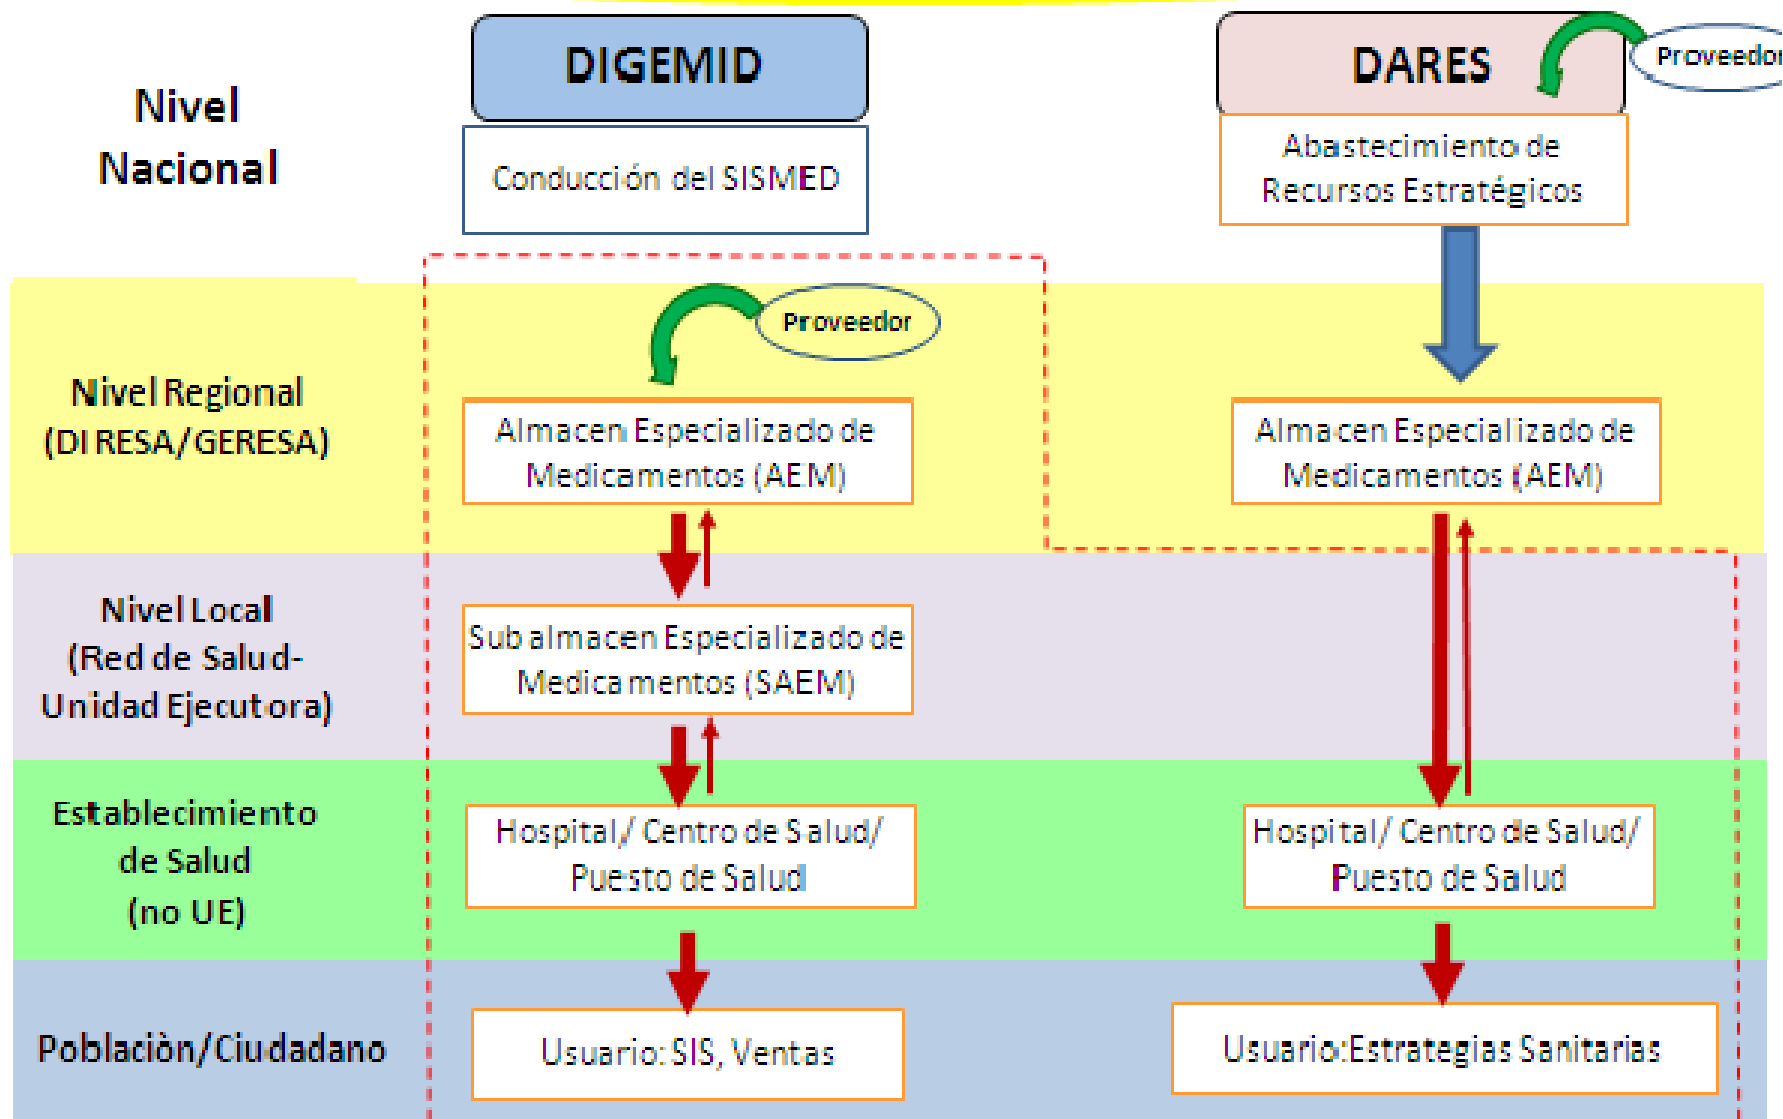 Nivel
Nacional
DIGEMID
Conducción del SISMED
DARES
Proveedor
Abastecimiento de
Recursos Estratégicos
Nivel Regional
(DIRESA/GERESA)
Proveedor
Almacen Especializado de
Medicamentos (AEM)
Almacen Especializado de
Medicamentos (AEM)
Nivel Local
(Red de Salud-
Unidad Ejecutora)
Subalmacen Especializado de
Medicamentos (SAEM)
Establecimiento
de Salud
(no UE)
Hospital/ Centro de Salud/
Puesto de Salud
Hospital/ Centro de Salud/
Puesto de Salud
Poblaciòn/Ciudadano
Usuario: SIS, Ventas
Usuario:Estrategias Sanitarias